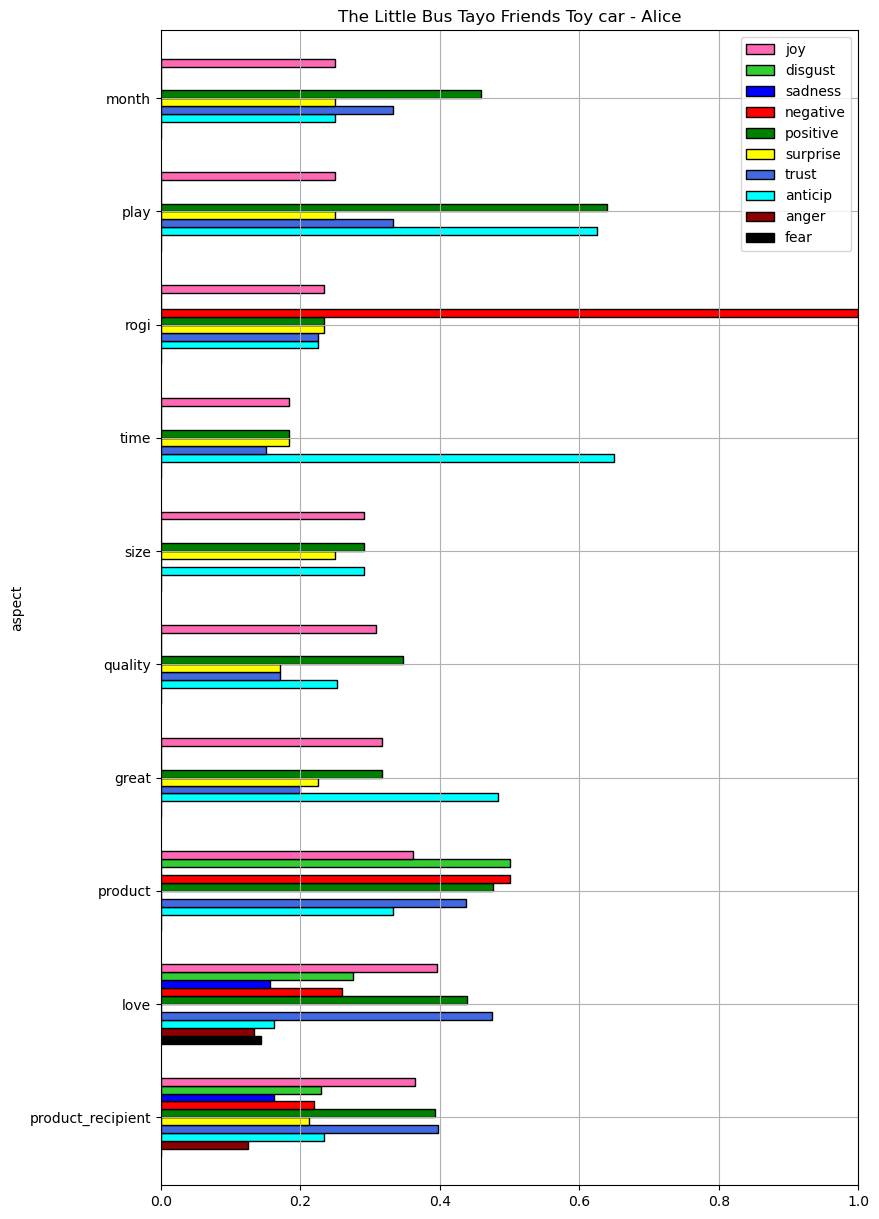 The Little Bus Tayo Friends Toy car - Alice
joy
disgust
sadness
negative
positive
surprise
trust
anticip
anger
fear
month
play
rogi
time
size
quality
great
product
love
product_recipient
aspect
0.0 0.2 0.4 0.6 0.8 1.0